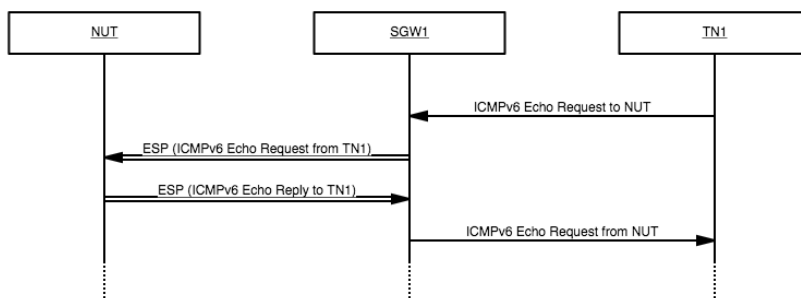 NUT
SGW1
TN1
ICMPv6 Echo Request to NUT
ESP (ICMPv6 Echo Request from TN1)
ESP (ICMPv6 Echo Reply to TN1)
ICMPv6 Echo Request from NUT